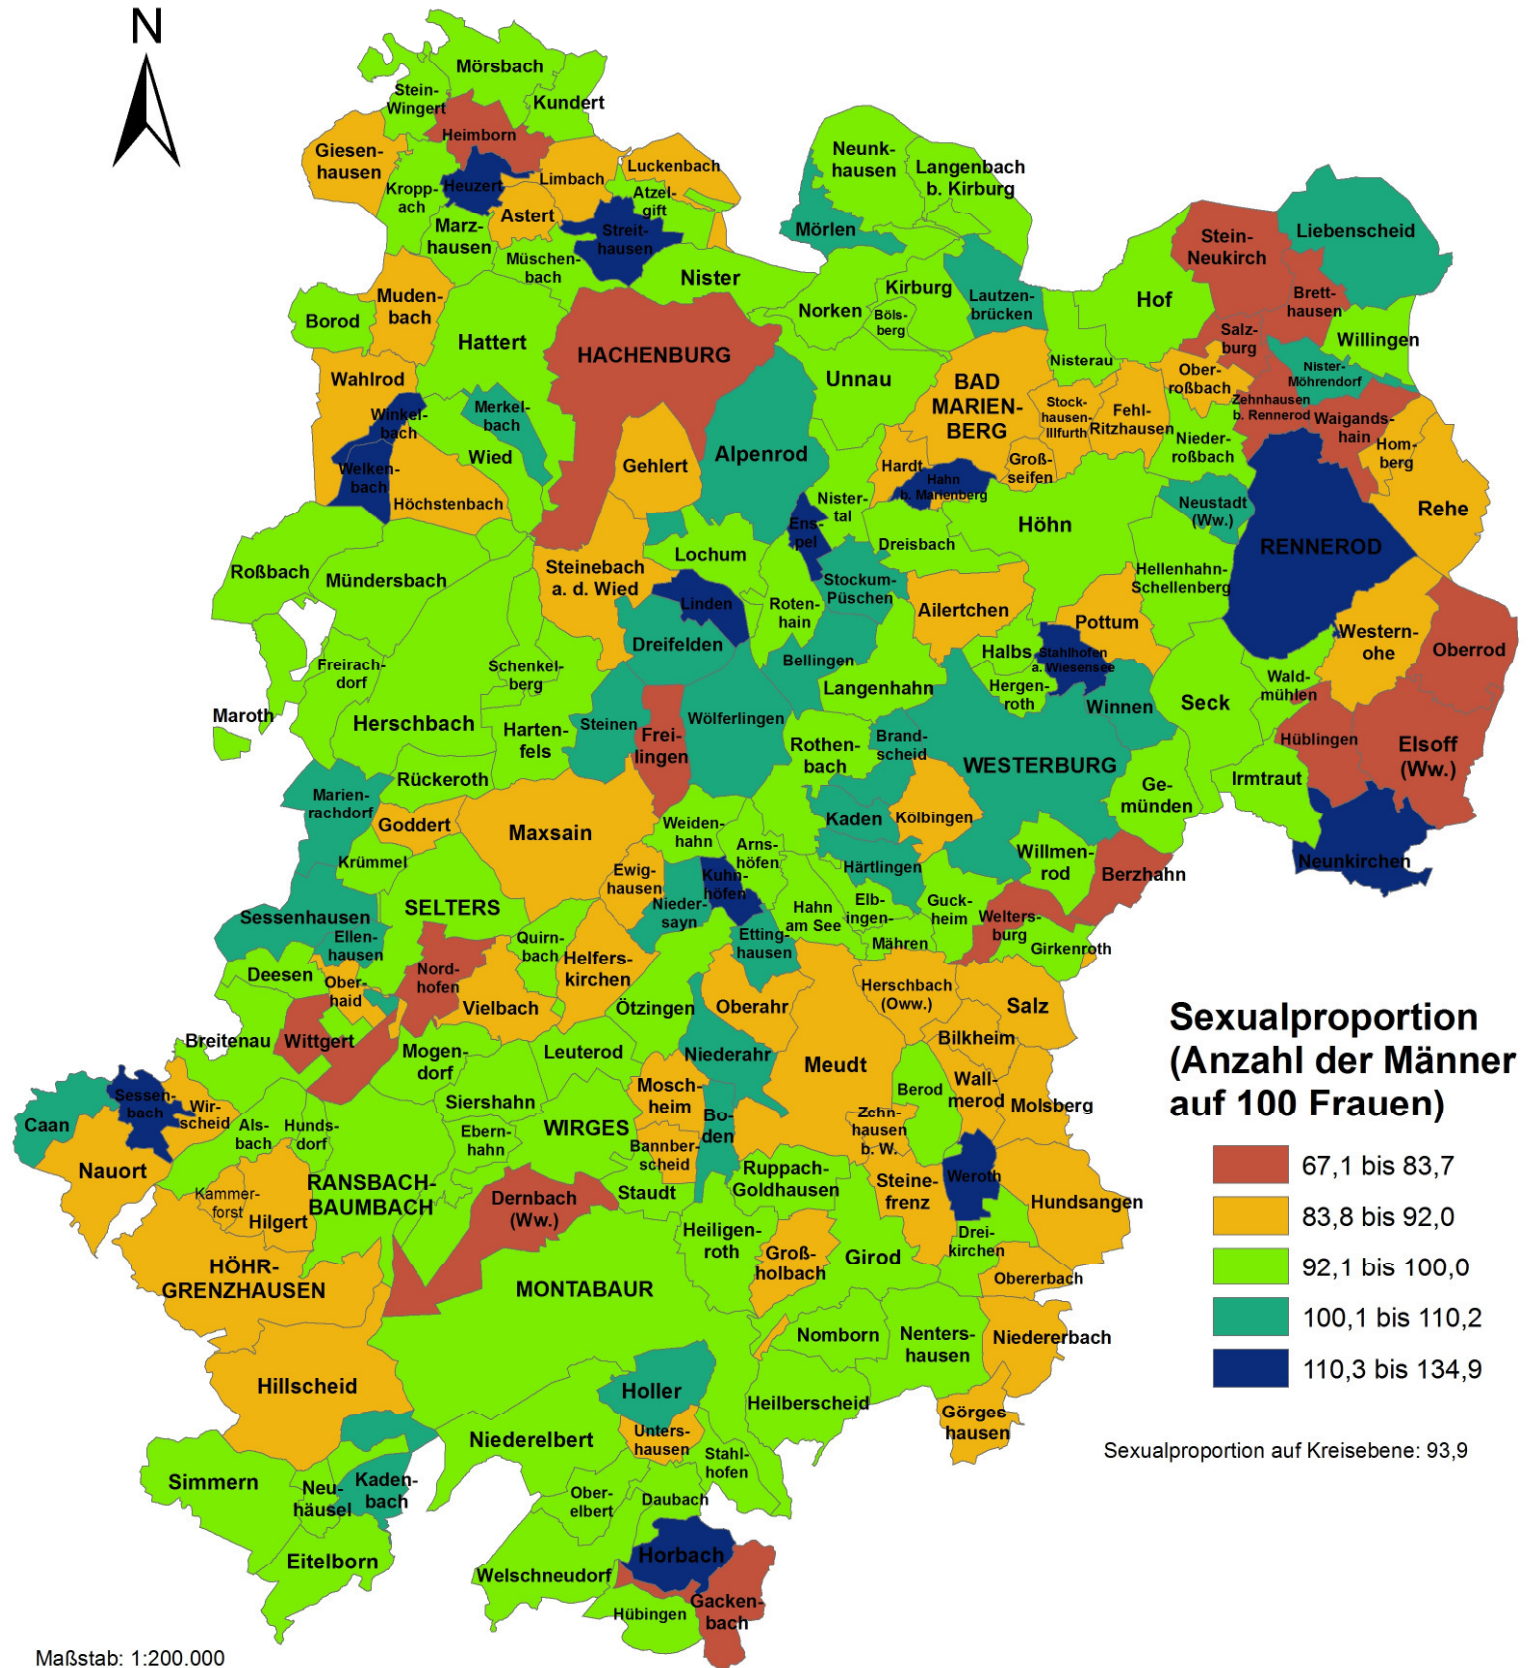 N
Mörsbach
Stein-
Wingert
Kundert
Heimborn
Giesen-
hausen
Kropp-
ach
Heuzert
Limbach
Luckenbach
Atzel-
gift
Astert
Marz-
hausen
Streit-
hausen
Müschen-
bach
Nister
Neunk-
hausen
Langenbach
b. Kirburg
Mörlen
Stein-
Neukirch
Liebenscheid
Brett-
hausen
Hof
Kirburg
Lautzen-
brücken
Norken
Böls-
berg
Salz-
burg
Willingen
Nisterau
Ober-
roßbach
Nister-
Möhrendorf
Muden-
bach
Borod
Hattert
HACHENBURG
Wahlrod
Unnau
BAD
MARIEN-
BERG
Stock-
hausen-
Illfurth
Fehl-
Ritzhausen
Zehnhausen
b. Rennerod
Waigands-
hain
Hom-
berg
Winkel-
bach
Merkel-
bach
Wied
Welken-
bach
Höchstenbach
Gehlert
Alpenrod
Hardt
Groß-
seifen
Hahn
b. Marienberg
Nieder-
roßbach
Neustadt
(Ww.)
Rehe
Nister-
tal
Ens-
pel
Höhn
RENNEROD
Dreisbach
Lochum
Roßbach
Mündersbach
Steinebach
a. d. Wied
Linden
Roten-
hain
Stockum-
Püschen
Ailertchen
Hellenhahn-
Schellenberg
Pottum
Western-
ohe
Oberrod
Dreifelden
Bellingen
Halbs
Stahlhofen
a. Wiesensee
Freirach-
dorf
Schenkel-
berg
Langenhahn
Hergen-
roth
Winnen
Seck
Wald-
mühlen
Maroth
Herschbach
Harten-
fels
Steinen
Frei-
lingen
Wölferlingen
Rothen-
bach
Brand-
scheid
WESTERBURG
Hüblingen
Elsoff
(Ww.)
Rückeroth
Ge-
münden
Irmtraut
Marien-
rachdorf
Goddert
Maxsain
Weiden-
hahn
Kaden
Kölbingen
Krümmel
Arns-
höfen
Willmen-
rod
Berzhahn
Neunkirchen
Ewig-
hausen
Kuhn-
höfen
Härtlingen
SELTERS
Sessenhausen
Nieder-
sayn
Hahn
am See
Elb-
ingen-
Guck-
heim
Welters-
burg
Ellen-
hausen
Quirn-
bach
Etting-
hausen
Mähren
Girkenroth
Deesen
Nord-
hofen
Helfers-
kirchen
Ober-
haid
Herschbach
(Oww.)
Vielbach
Ötzingen
Oberahr
Salz
Bilkheim
Breitenau
Wittgert
Mogen-
dorf
Leuterod
Niederahr
Meudt
Berod
Wall-
merod
Molsberg
Sessen-
bach
Wir-
scheid
Caan
Mosch-
heim
Siershahn
Als-
bach
Hunds-
dorf
Ebern-
hahn
WIRGES
Bo-
den
Zehn-
hausen
b. W.
Bannber-
scheid
Nauort
Kammer-
forst
Hilgert
RANSBACH-
BAUMBACH
Dernbach
(Ww.)
Staudt
Ruppach-
Goldhausen
Steine-
frenz
Weroth
Hundsangen
Heiligen-
roth
Groß-
holbach
Girod
Drei-
kirchen
HÖHR-
GRENZHAUSEN
Obererbach
MONTABAUR
Nomborn
Nenters-
hausen
Niedererbach
Hillscheid
Holler
Heilberscheid
Görges
hausen
Niederelbert
Unters-
hausen
Stahl-
hofen
Simmern
Neu-
häusel
Kaden-
bach
Ober-
elbert
Daubach
Eitelborn
Horbach
Welschneudorf
Gacken-
bach
Hübingen
Sexualproportion
(Anzahl der Männer
auf 100 Frauen)
67,1 bis 83,7
83,8 bis 92,0
92,1 bis 100,0
100,1 bis 110,2
110,3 bis 134,9
Sexualproportion auf Kreisebene: 93,9
Maßstab: 1:200.000